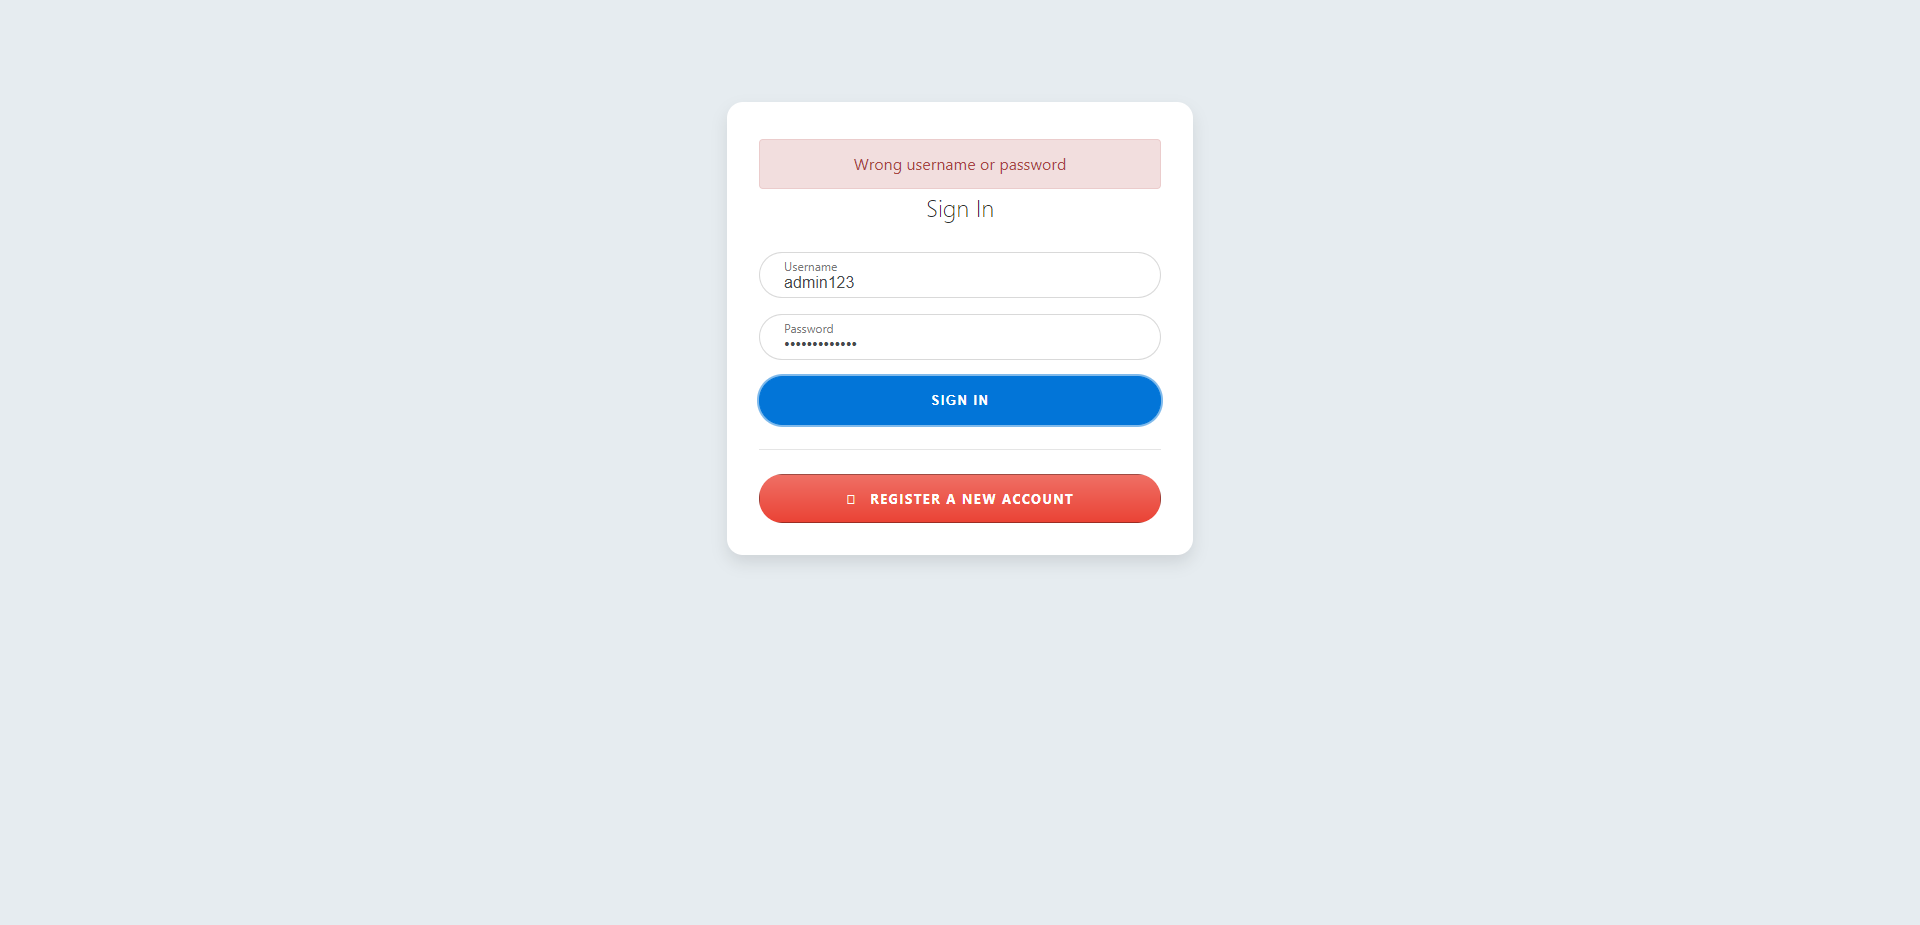 Wrong username or password
Sign In
Username
admin123
Password
•••••••••••••
SIGN IN
REGISTER A NEW ACCOUNT